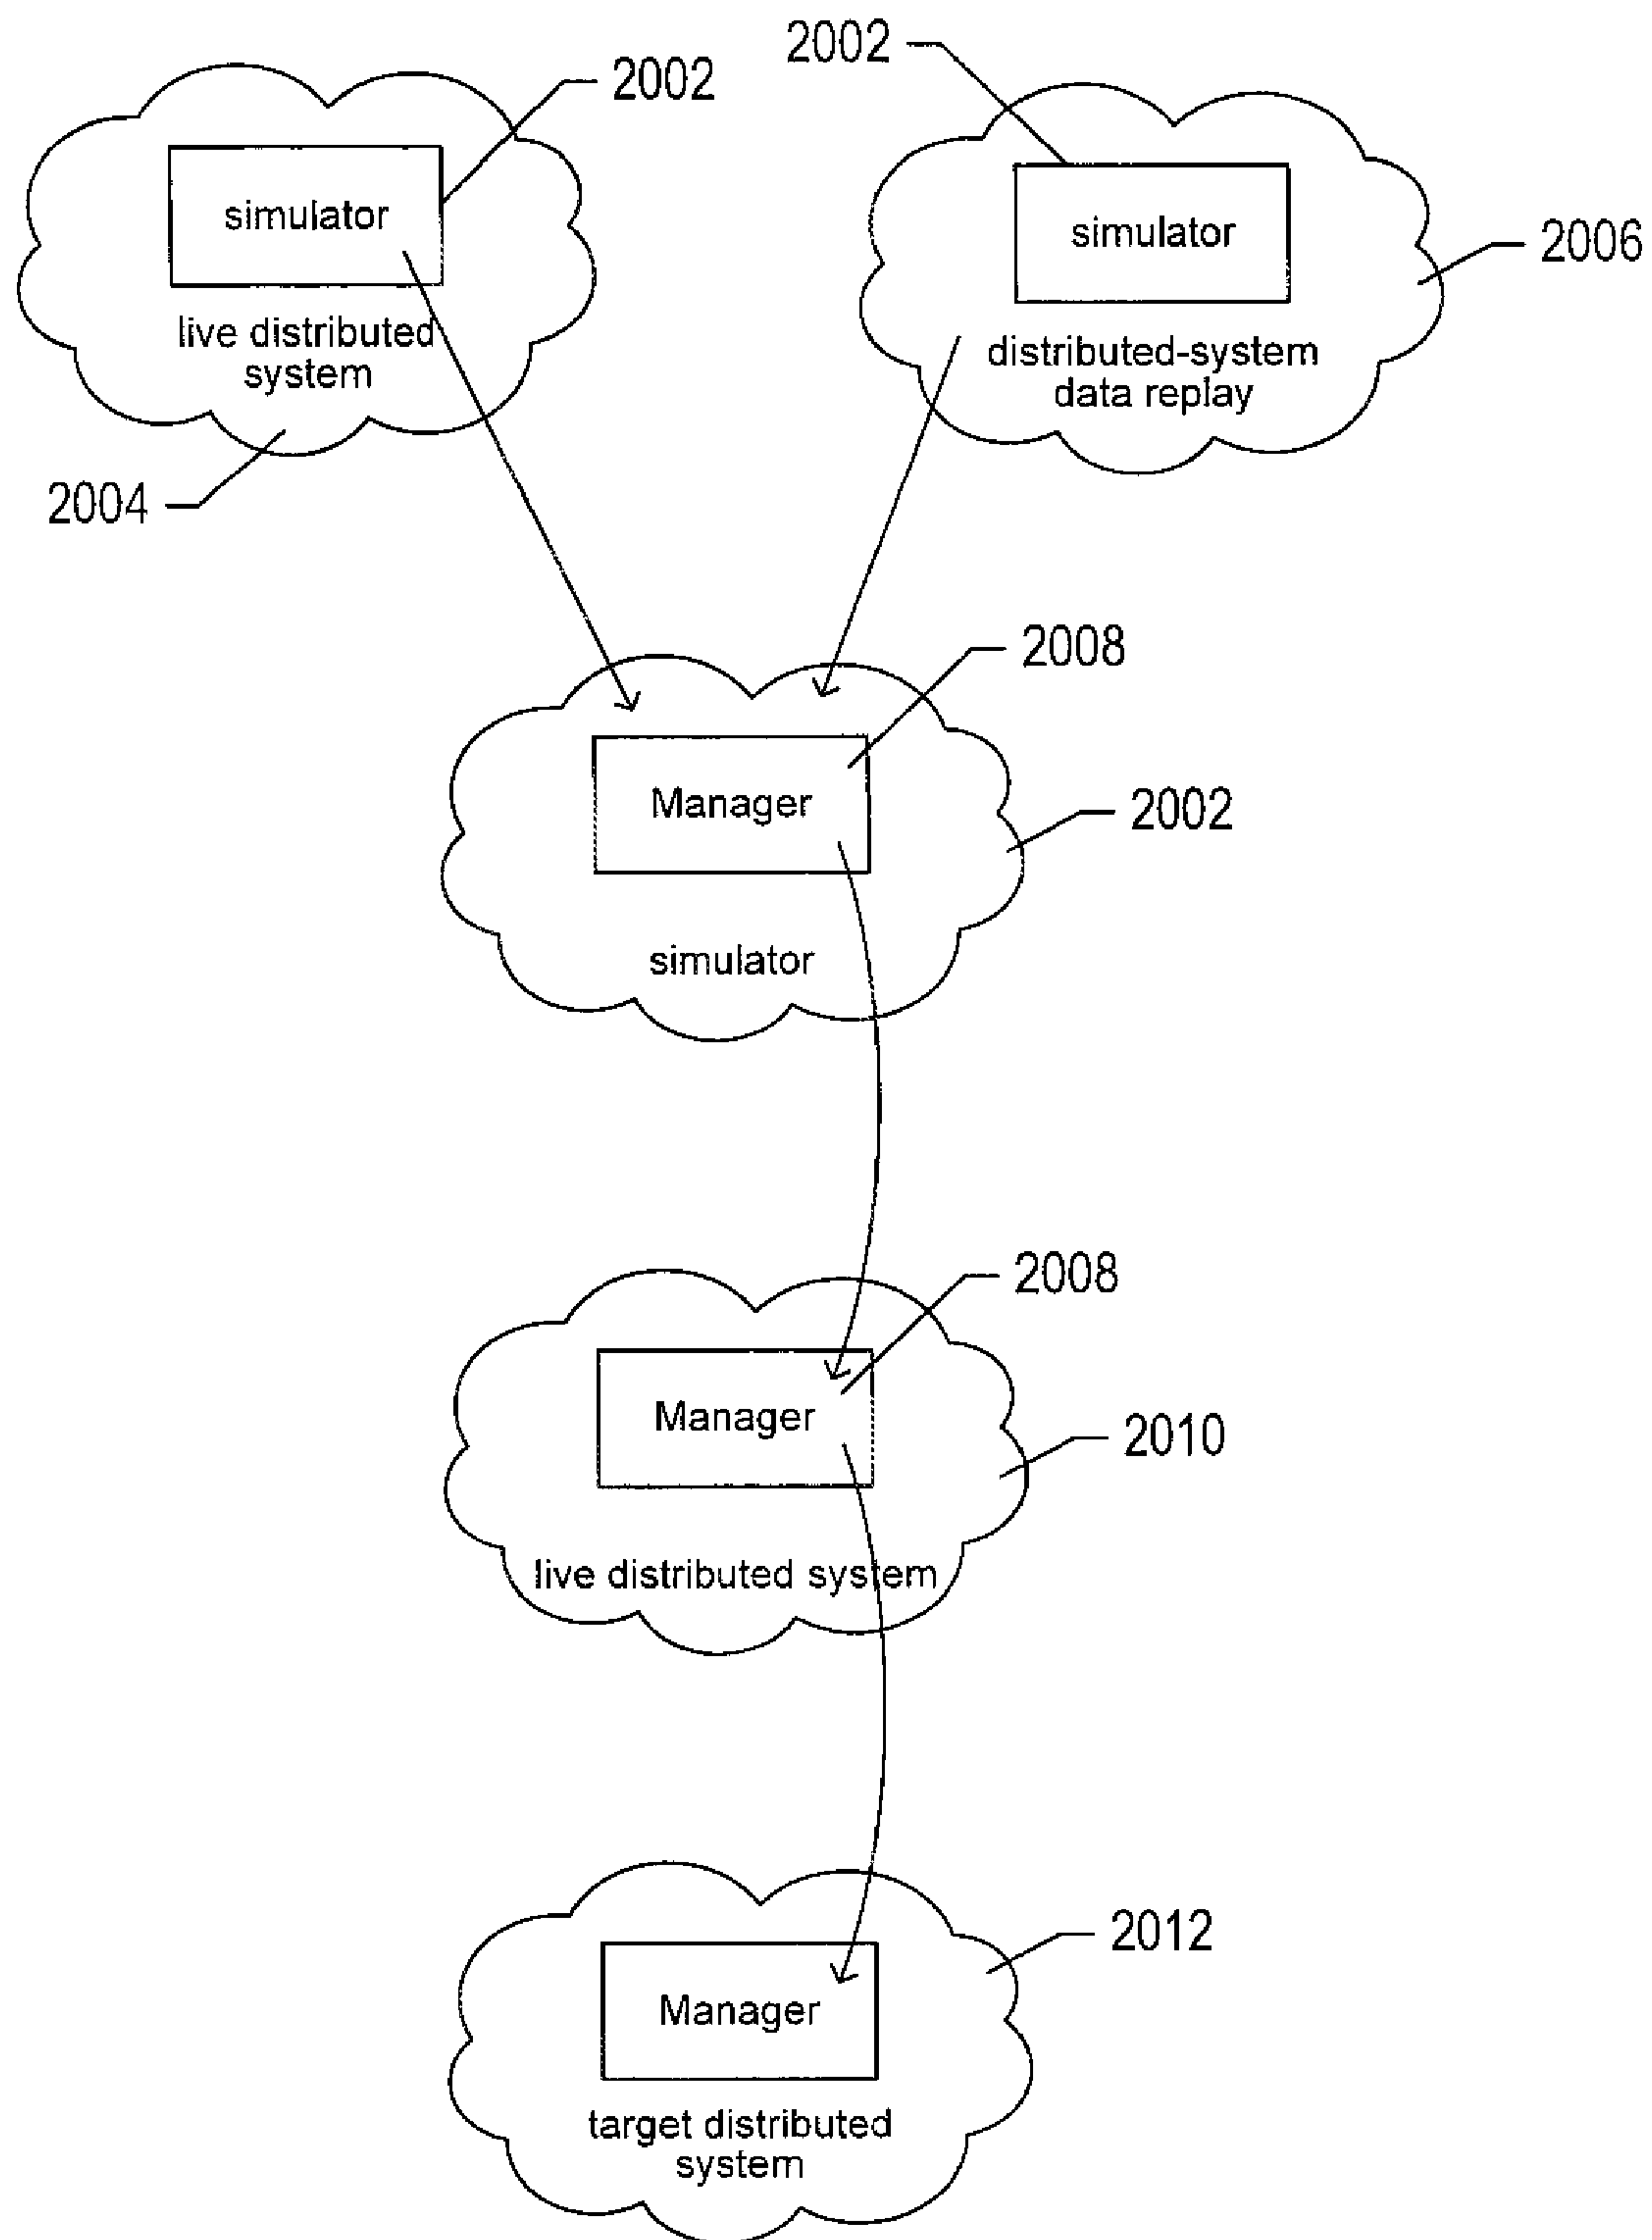 2002
2002
simulator
simulator
2006
live distributed
system
distributed-system
data replay
2004
2008
Manager
2002
simulator
2008
Manager
2010
live distributed system
2012
Manager
target distributed
system